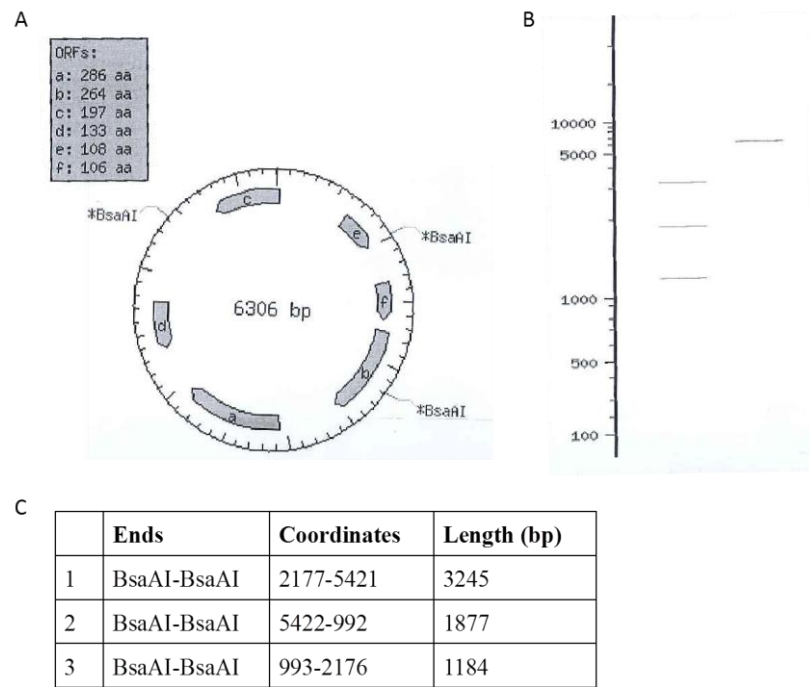 A
ORFs:
a: 286 aa
b: 264 aa
c: 197 aa
d: 133 aa
e: 108 aa
f: 106 aa
*BsaAI
c
e
*BsaAI
f
6306 bp
d
b
a
*BsaAI
B
10000
5000
1000
500
100
C
Ends Coordinates Length (bp)
1 BsaAI-BsaAI 2177-5421 3245
2 BsaAI-BsaAI 5422-992 1877
3 BsaAI-BsaAI 993-2176 1184